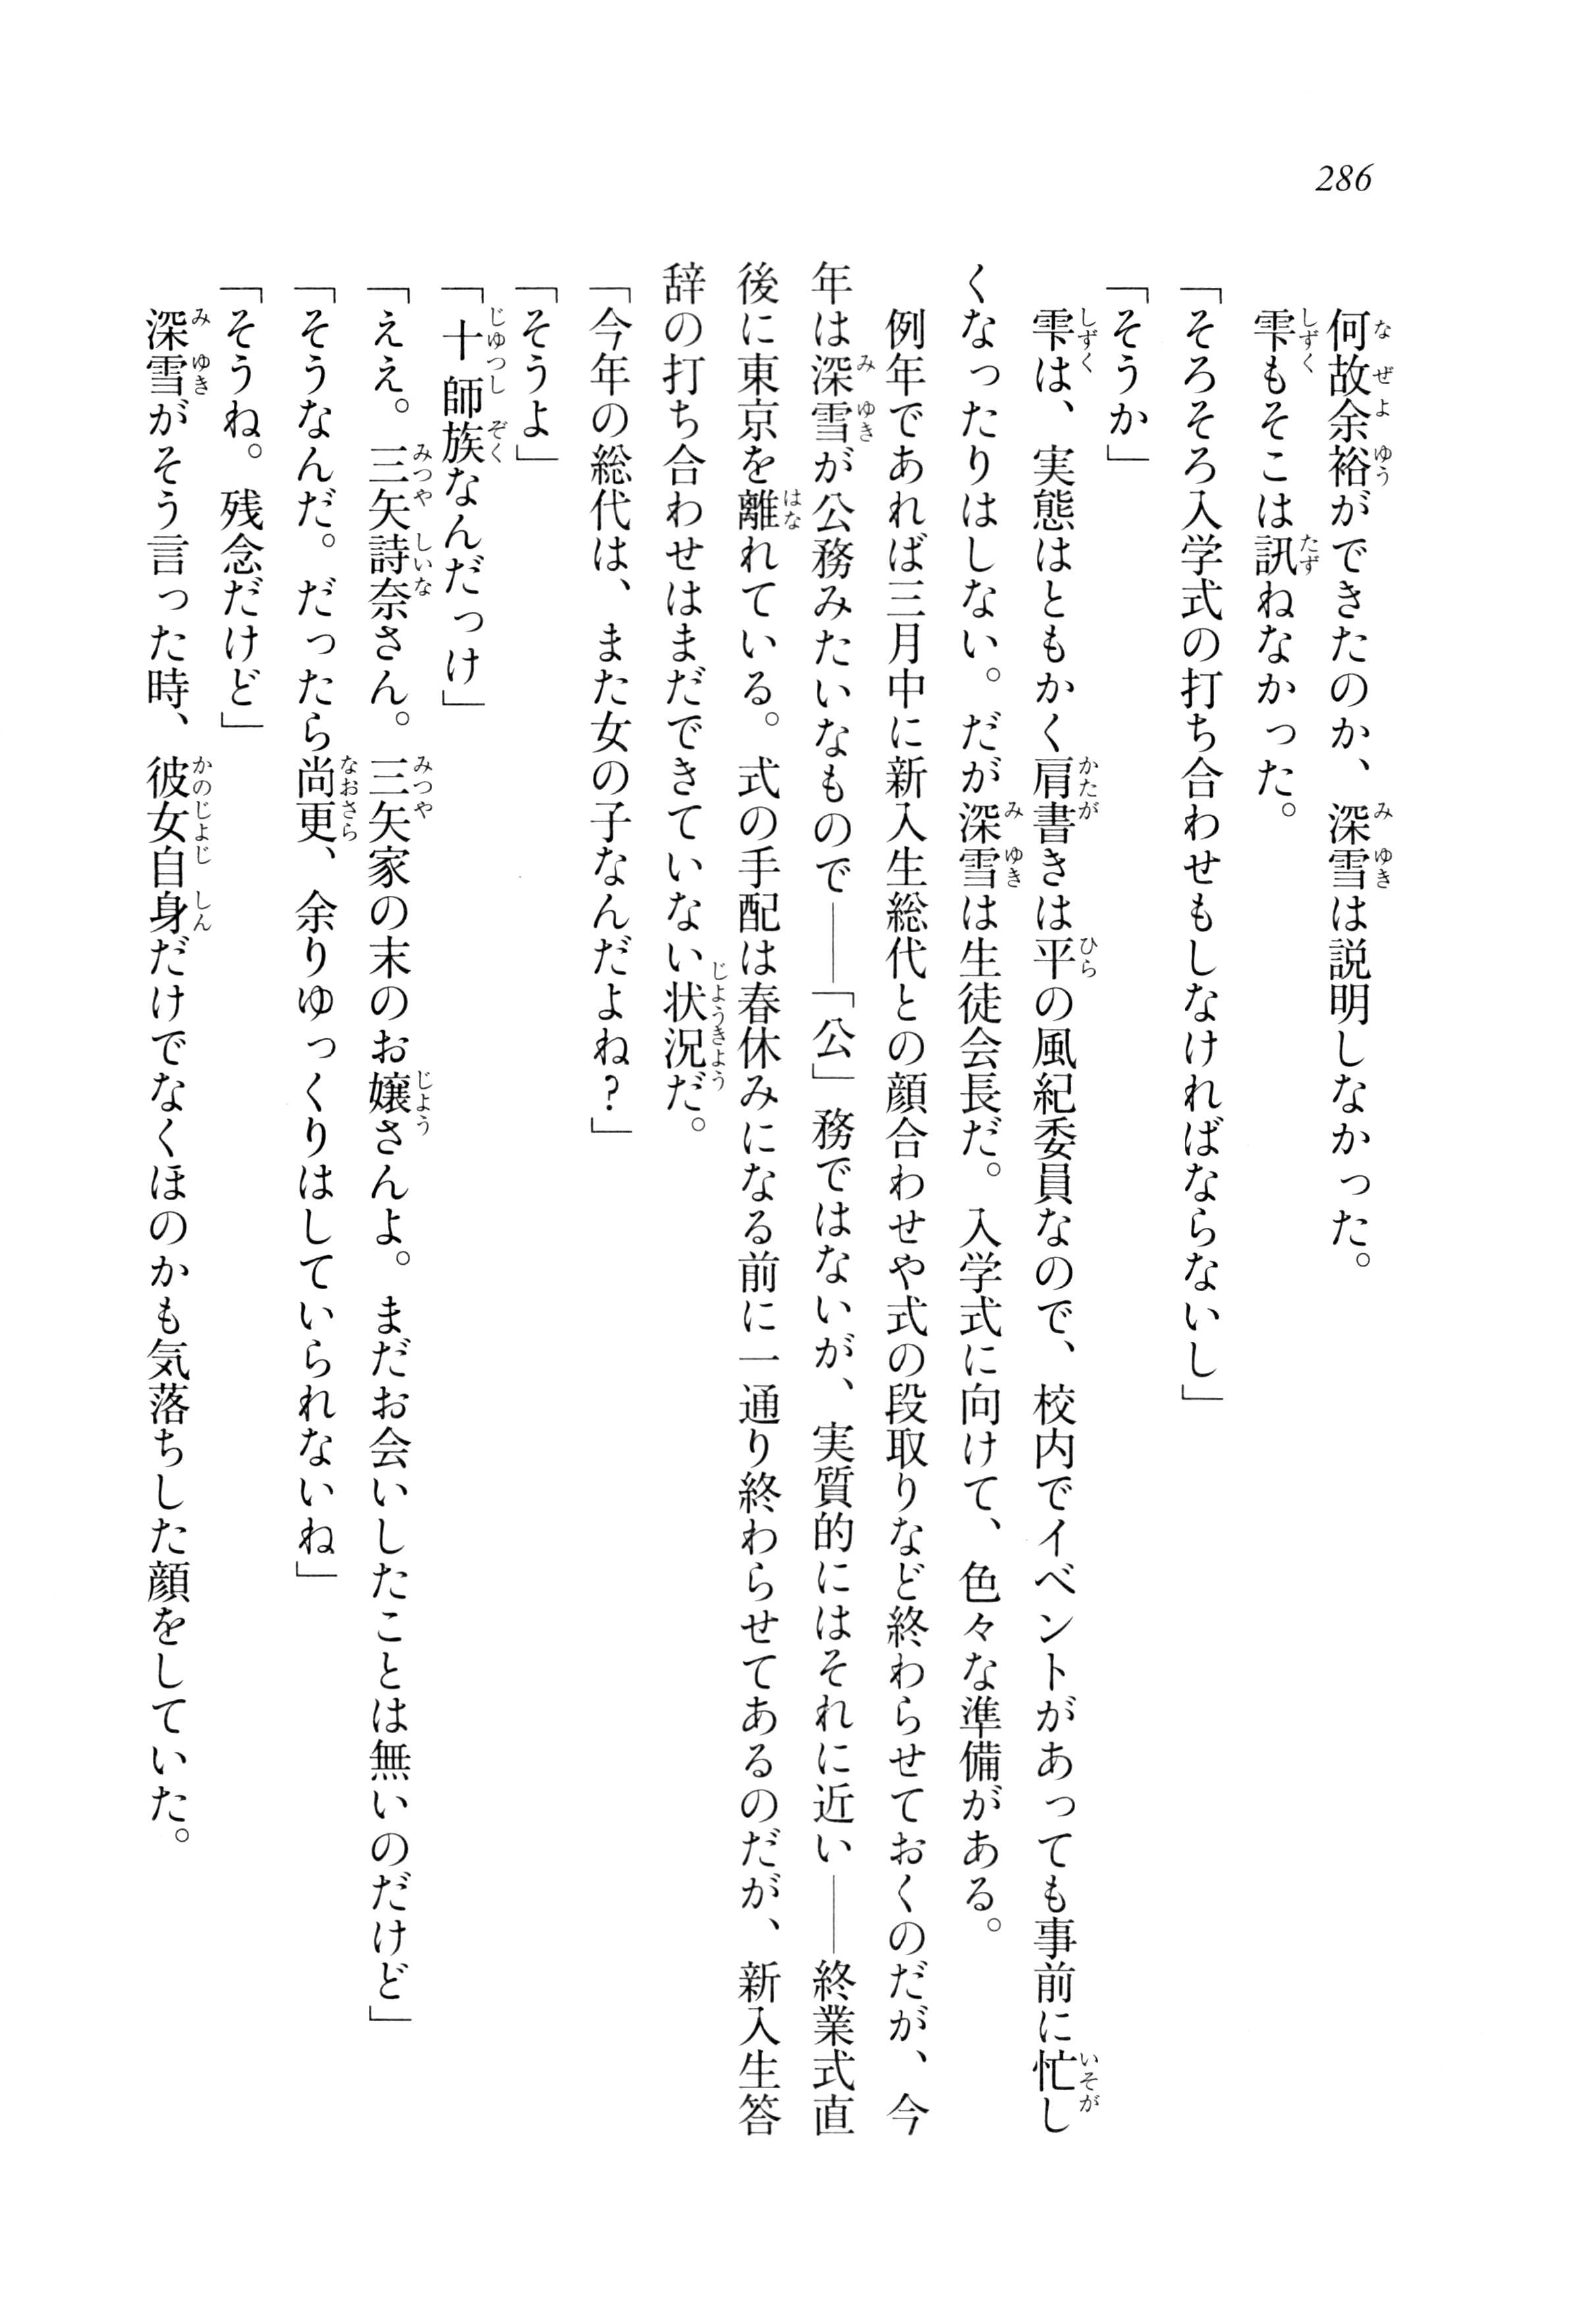 286
何故余裕ができたのか、深雪は説明しなかった。
雫もそこは訊ねなかった。
「そろそろ入学式の打ち合わせもしなければならないし」
「そうか」
雫は、実態はともかく肩書きは平の風紀委員なので、校内でイベントがあっても事前に忙し
くなったりはしない。だが深雪は生徒会長だ。入学式に向けて、色々な準備がある。
例年であれば三月中に新入生総代との顔合わせや式の段取りなど終わらせておくのだが、今
年は深雪が公務みたいなもので――「公」務ではないが、実質的にはそれに近い――終業式直
後に東京を離れている。式の手配は春休みになる前に一通り終わらせてあるのだが、新入生答
辞の打ち合わせはまだできていない状況だ。
「今年の総代は、また女の子なんだよね?」
「そうよ」
「十師族なんだっけ」
「ええ。三矢詩奈さん。三矢家の末のお嬢さんよ。まだお会いしたことは無いのだけど」
「そうなんだ。だったら尚更、余りゆっくりはしていられないね」
「そうね。残念だけど」
深雪がそう言った時、彼女自身だけでなくほのかも気落ちした顔をしていた。